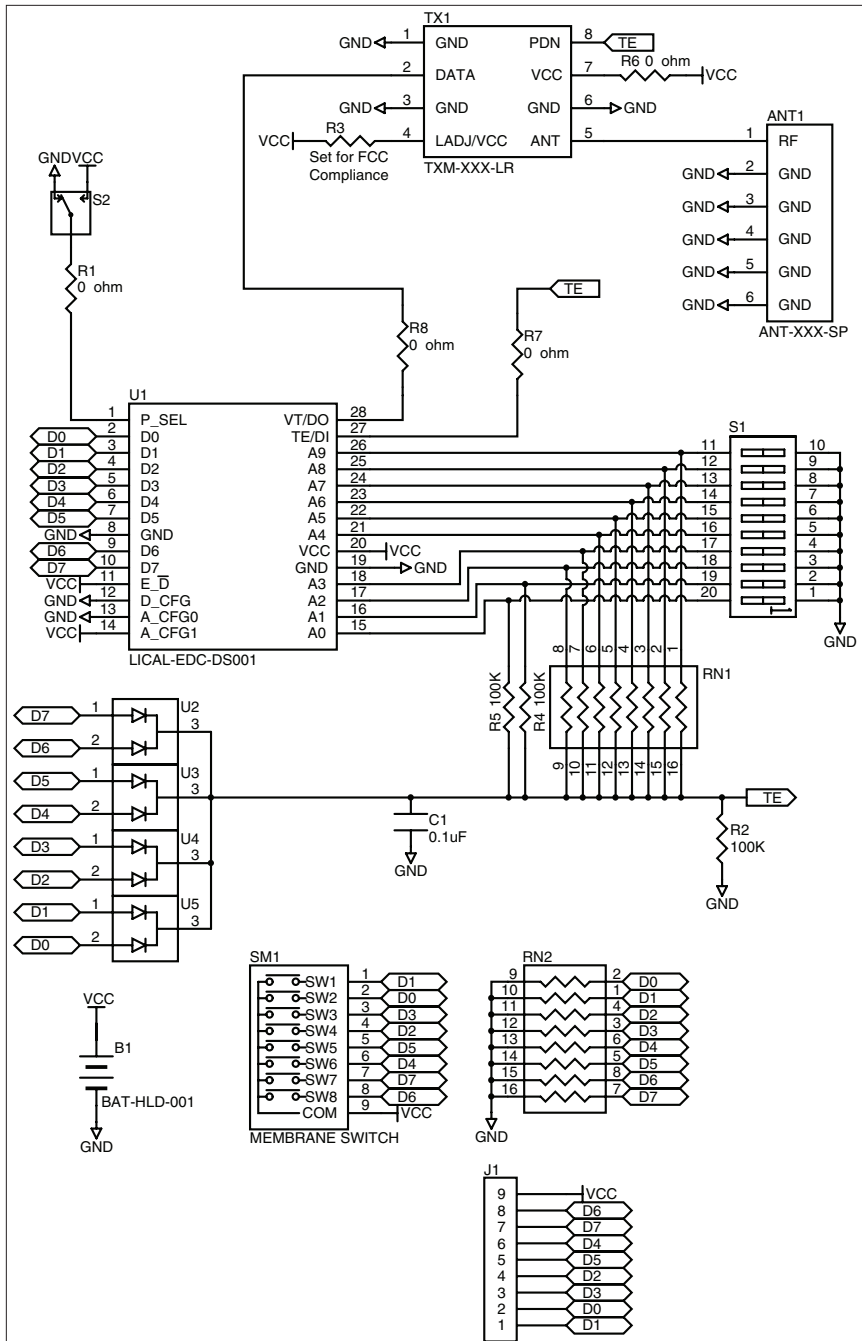 TX1
GND 1 GND PDN 8 TE
2 DATA VCC 7 R6 0 ohm VCC
GND 3 GND GND 6 GND
VCC R3 4 LADJ/VCC ANT 5
Set for FCC
Compliance
TXM-XXX-LR
ANT1
1 RF
GND 2 GND
GND 3 GND
GND 4 GND
GND 5 GND
GND 6 GND
ANT-XXX-SP
GND VCC
S2
R1
0 ohm
R8
0 ohm
TE
R7
0 ohm
U1
1 P_SEL VT/DO 28
D0 2 D0 TE/DI 27
D1 3 D1 A9 26
D2 4 D2 A8 25
D3 5 D3 A7 24
D4 6 D4 A6 23
D5 7 D5 A5 22
GND 8 GND A4 21
D6 9 D6 VCC 20 VCC
D7 10 D7 GND 19 GND
VCC 11 E_D A3 18
GND 12 D_CFG A2 17
GND 13 A_CFG0 A1 16
VCC 14 A_CFG1 A0 15
LICAL-EDC-DS001
S1
11 10
12 9
13 8
14 7
15 6
16 5
17 4
18 3
19 2
20 1
GND
R5 100K
R4 100K
8 7 6 5 4 3 2 1
RN1
9 10 11 12 13 14 15 16
D7 1 U2
3
D6 2
D5 1 U3
3
D4 2
D3 1 U4
3
D2 2
D1 1 U5
3
D0 2
C1
0.1uF
GND
TE
R2
100K
GND
VCC
B1
BAT-HLD-001
GND
SM1
SW1 1 D1
SW2 2 D0
SW3 3 D3
SW4 4 D2
SW5 5 D5
SW6 6 D4
SW7 7 D7
SW8 8 D6
COM 9 VCC
MEMBRANE SWITCH
RN2
9 2 D0
10 1 D1
11 4 D2
12 3 D3
13 6 D4
14 5 D5
15 8 D6
16 7 D7
GND
J1
9 VCC
8 D6
7 D7
6 D4
5 D5
4 D2
3 D3
2 D0
1 D1